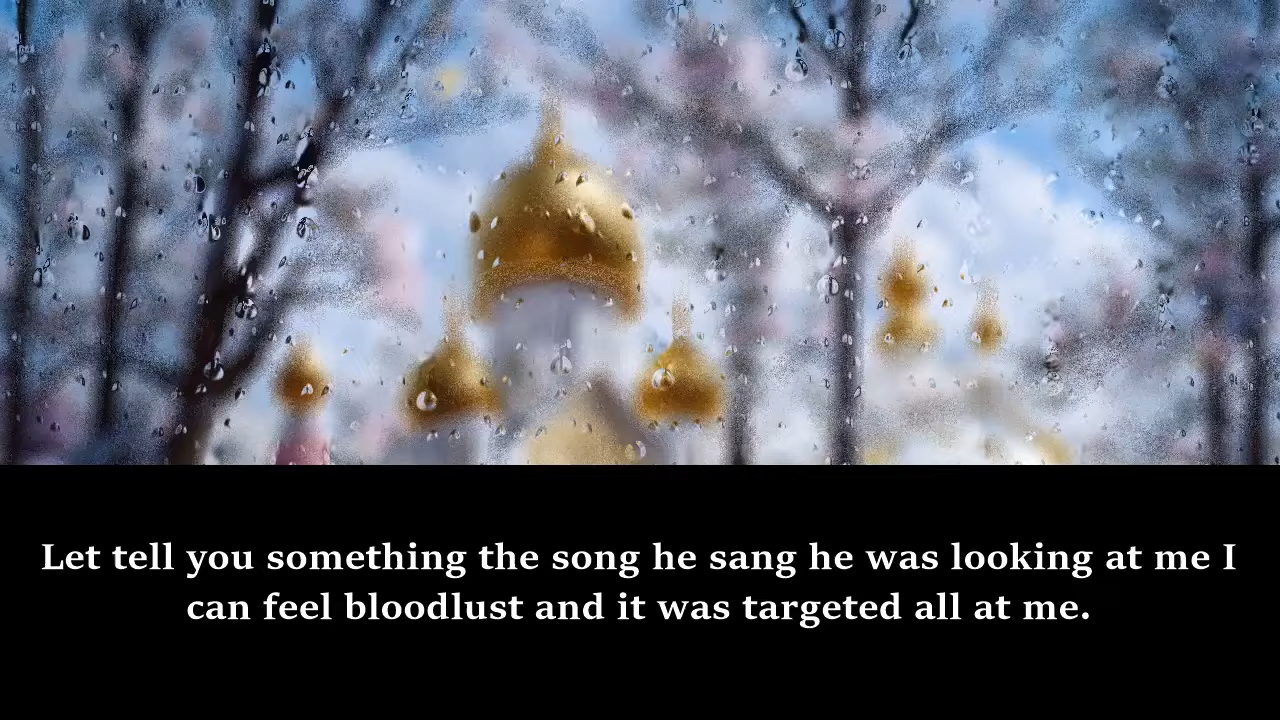 Let tell you something the song he sang he was looking at me I
can feel bloodlust and it was targeted all at me.